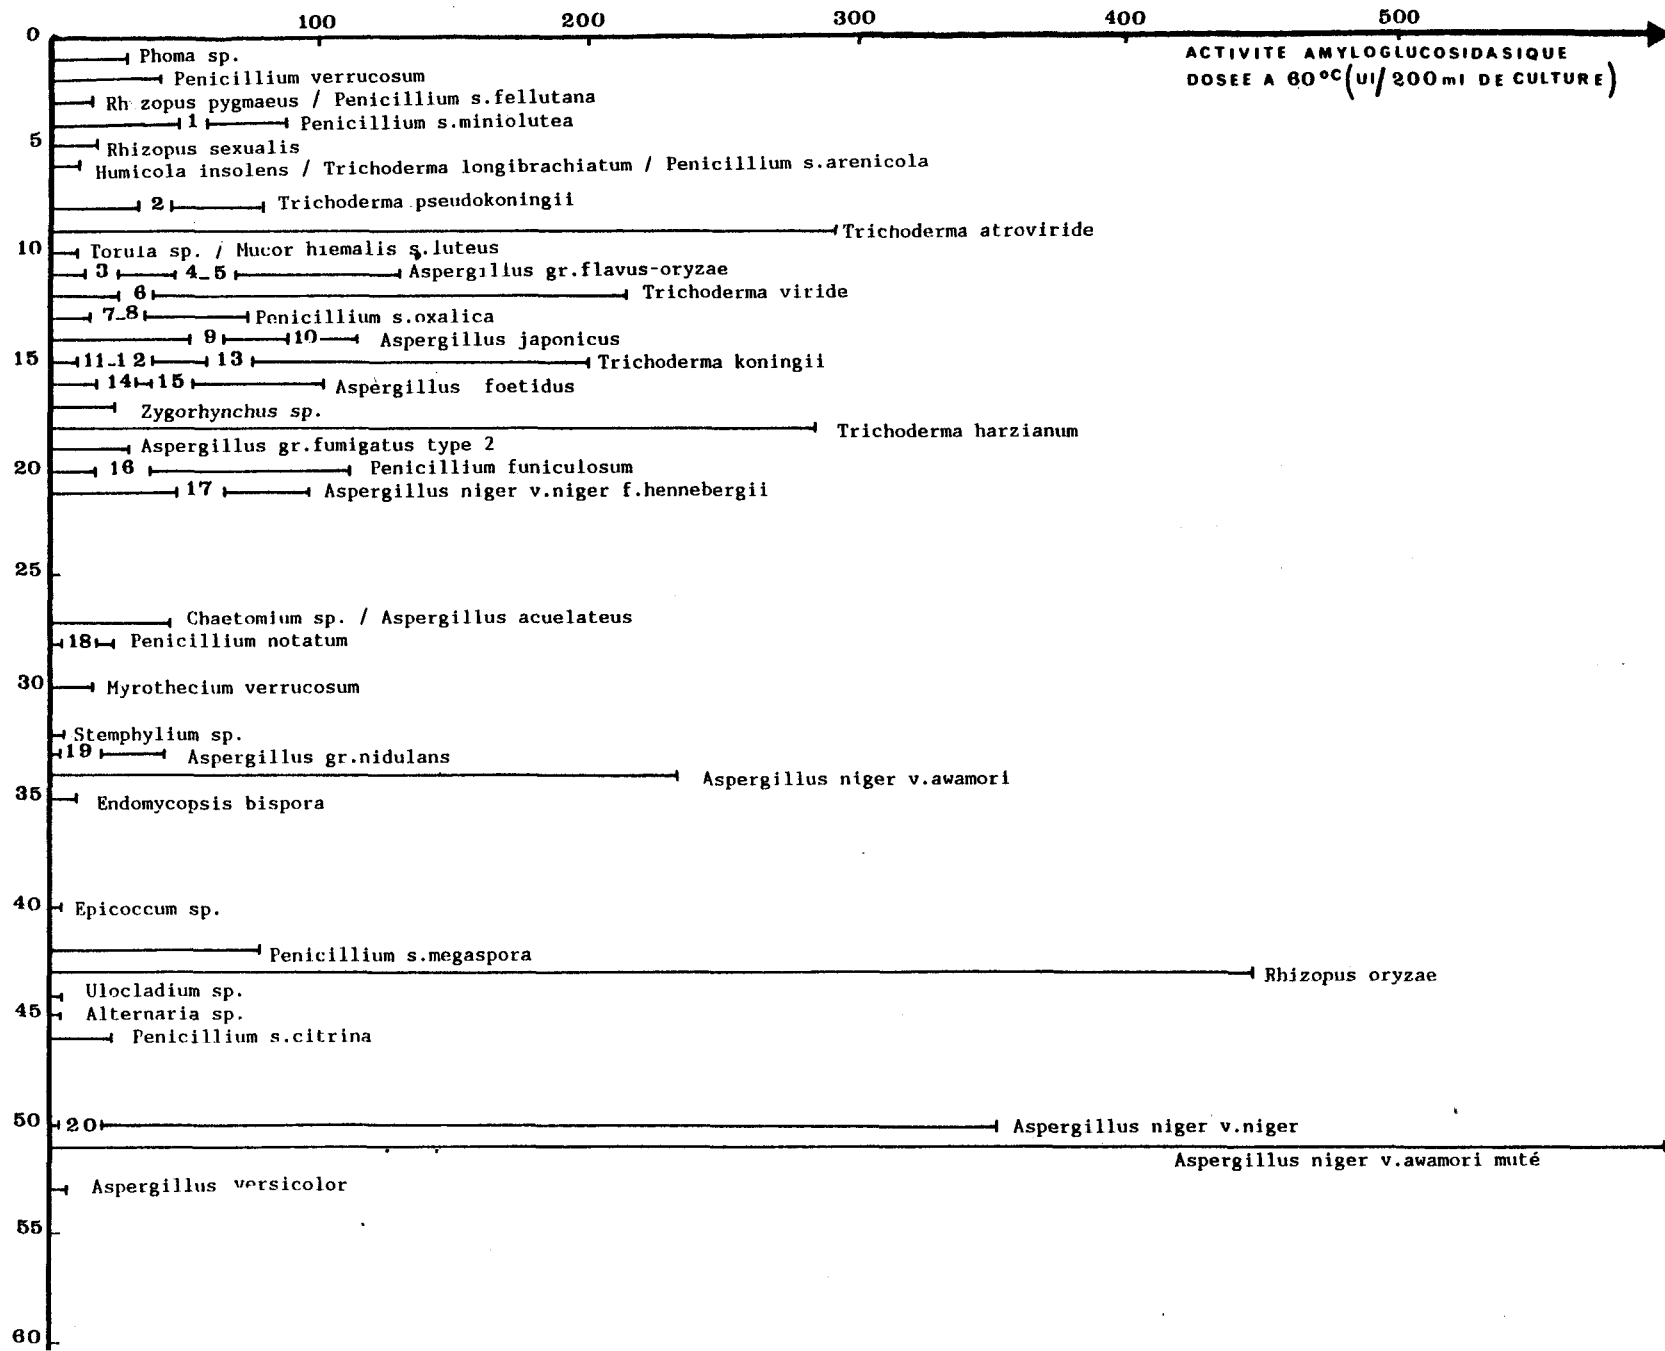 100 200 300 400 500
0
ACTIVITE AMYLOGLUCOSIDASIQUE
DOSEE A 60°C (UI/200 ml DE CULTURE)
Phoma sp.
Penicillium verrucosum
Rh zopus pygmaeus / Penicillium s.fellutana
1 Penicillium s.miniolutea
5
Rhizopus sexualis
Humicola insolens / Trichoderma longibrachiatum / Penicillium s.arenicola
2 Trichoderma pseudokoningii
Trichoderma atroviride
10 Torula sp. / Mucor hiemalis s.luteus
3 4_5 Aspergillus gr.flavus-oryzae
6 Trichoderma viride
7_8 Penicillium s.oxalica
9 10 Aspergillus japonicus
15 11_12 13 Trichoderma koningii
14 15 Aspergillus foetidus
Zygorhynchus sp.
Trichoderma harzianum
Aspergillus gr.fumigatus type 2
20 16 Penicillium funiculosum
17 Aspergillus niger v.niger f.hennebergii
25
Chaetomium sp. / Aspergillus acuelateus
18 Penicillium notatum
30 Myrothecium verrucosum
Stemphylium sp.
19 Aspergillus gr.nidulans
Aspergillus niger v.awamori
35 Endomycopsis bispora
40 Epicoccum sp.
Penicillium s.megaspora
Rhizopus oryzae
Ulocladium sp.
45 Alternaria sp.
Penicillium s.citrina
50 20 Aspergillus niger v.niger
Aspergillus niger v.awamori muté
Aspergillus versicolor
55
60